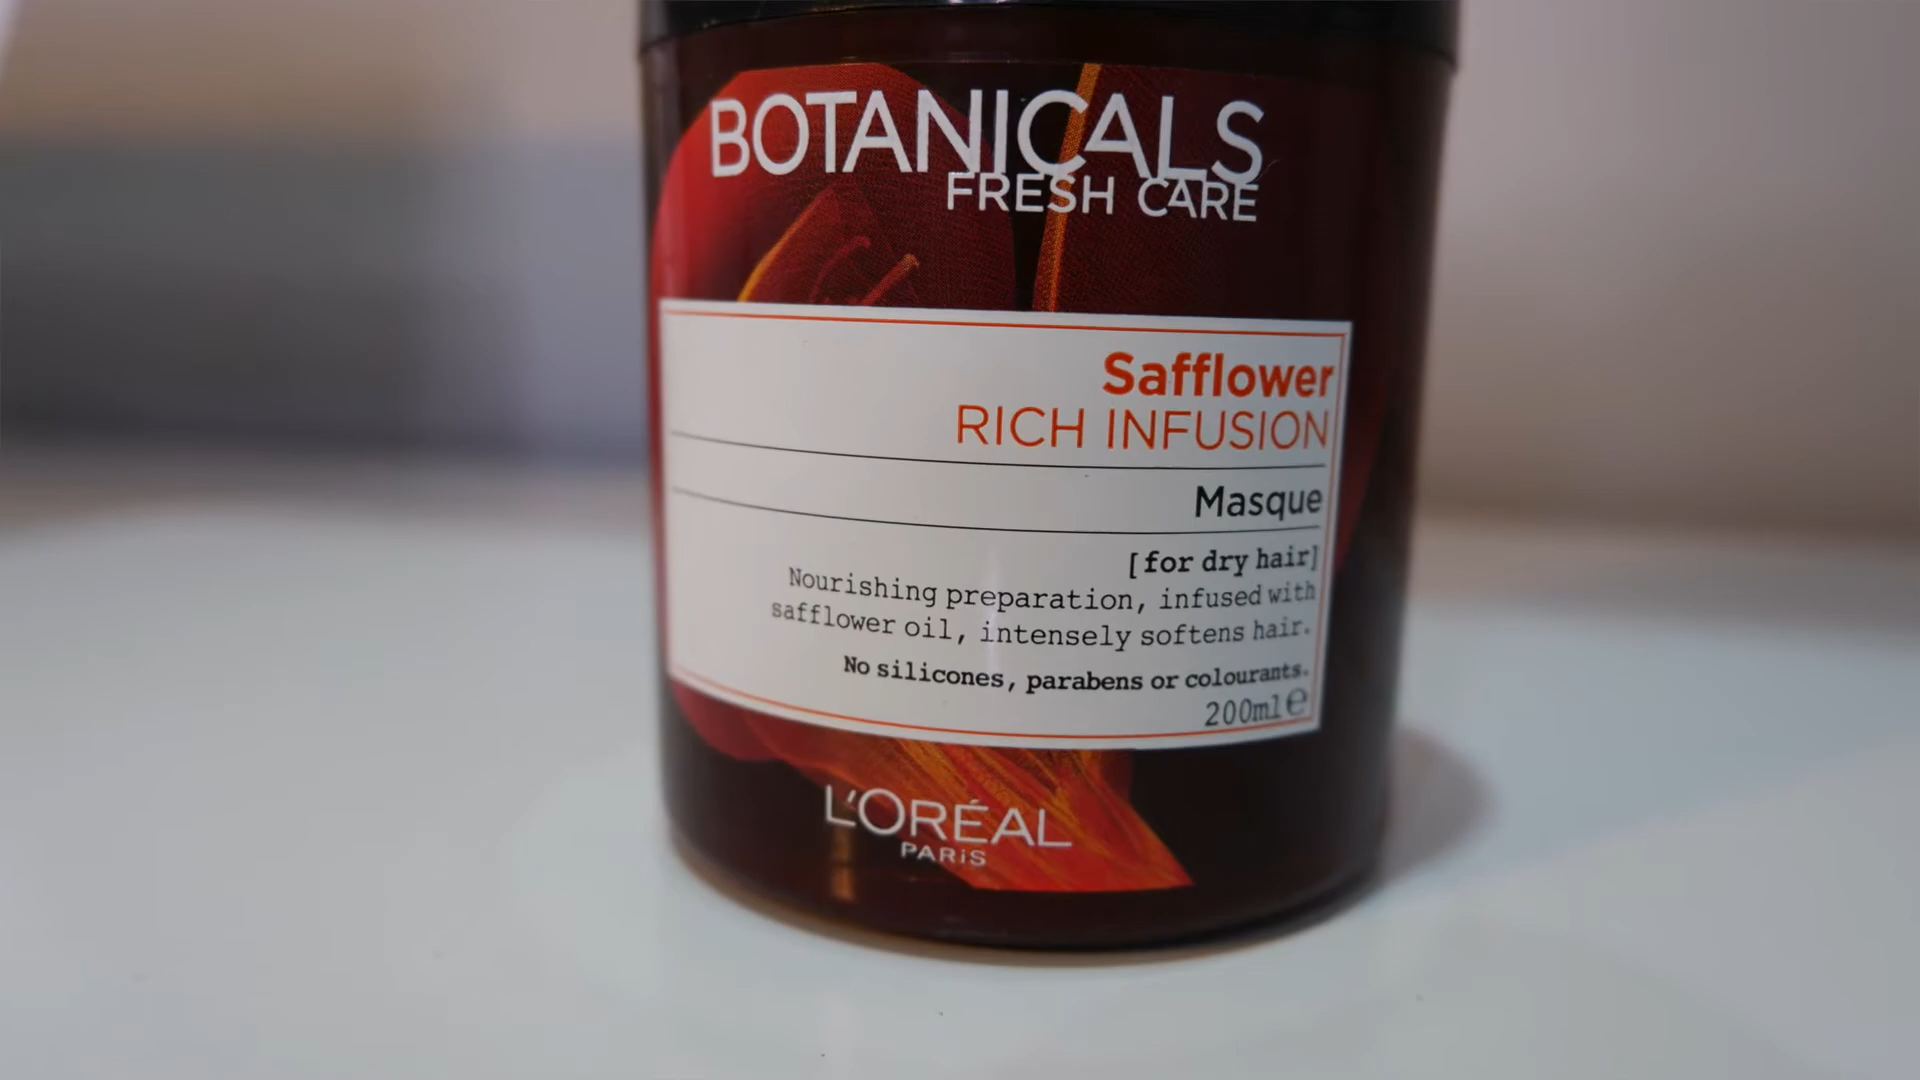 BOTANICALS
FRESH CARE
Safflower
RICH INFUSION
Masque
[for dry hair]
Nourishing preparation, infused with
safflower oil, intensely softens hair.
No silicones, parabens or colourants.
200ml℮
L'ORÉAL
PARiS